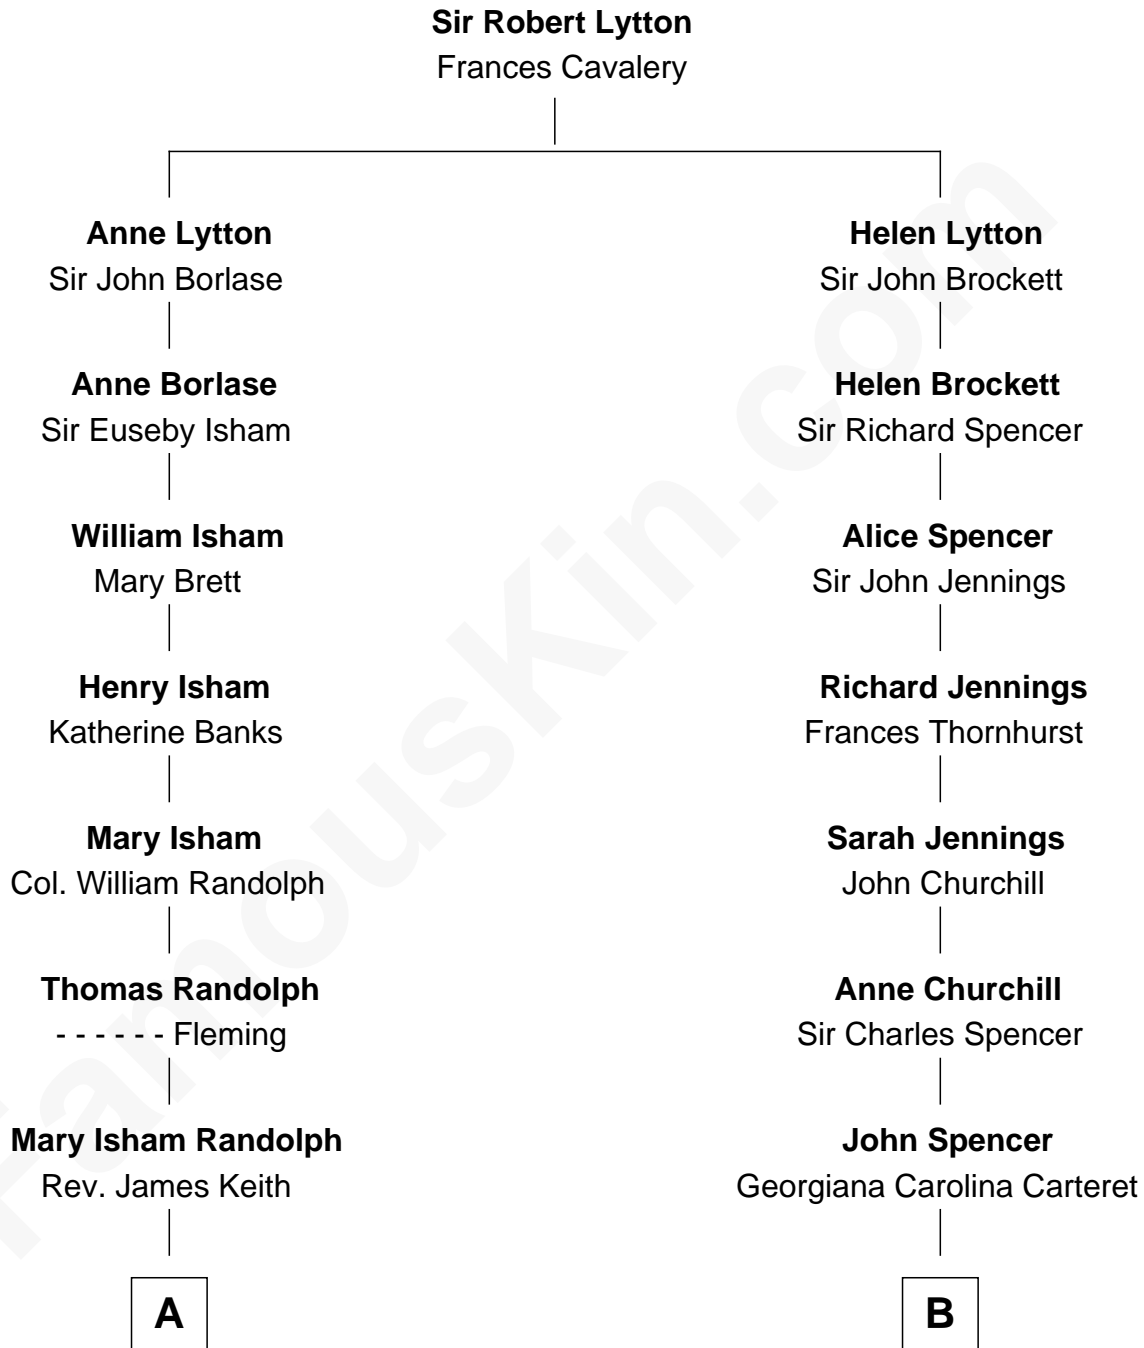 Sir Robert Lytton
Frances Cavalery
Anne Lytton
Sir John Borlase
Anne Borlase
Sir Euseby Isham
William Isham
Mary Brett
Henry Isham
Katherine Banks
Mary Isham
Col. William Randolph
Thomas Randolph
- - - - - - Fleming
Mary Isham Randolph
Rev. James Keith
A
Helen Lytton
Sir John Brockett
Helen Brockett
Sir Richard Spencer
Alice Spencer
Sir John Jennings
Richard Jennings
Frances Thornhurst
Sarah Jennings
John Churchill
Anne Churchill
Sir Charles Spencer
John Spencer
Georgiana Carolina Carteret
B
FamousKin.com